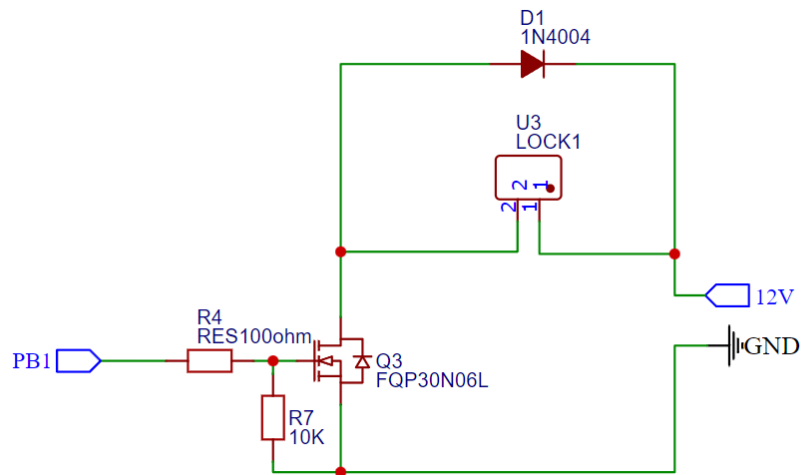 D1
1N4004
U3
LOCK1
2 1
2 1
12V
R4
RES100ohm
PB1
GND
Q3
FQP30N06L
R7
10K